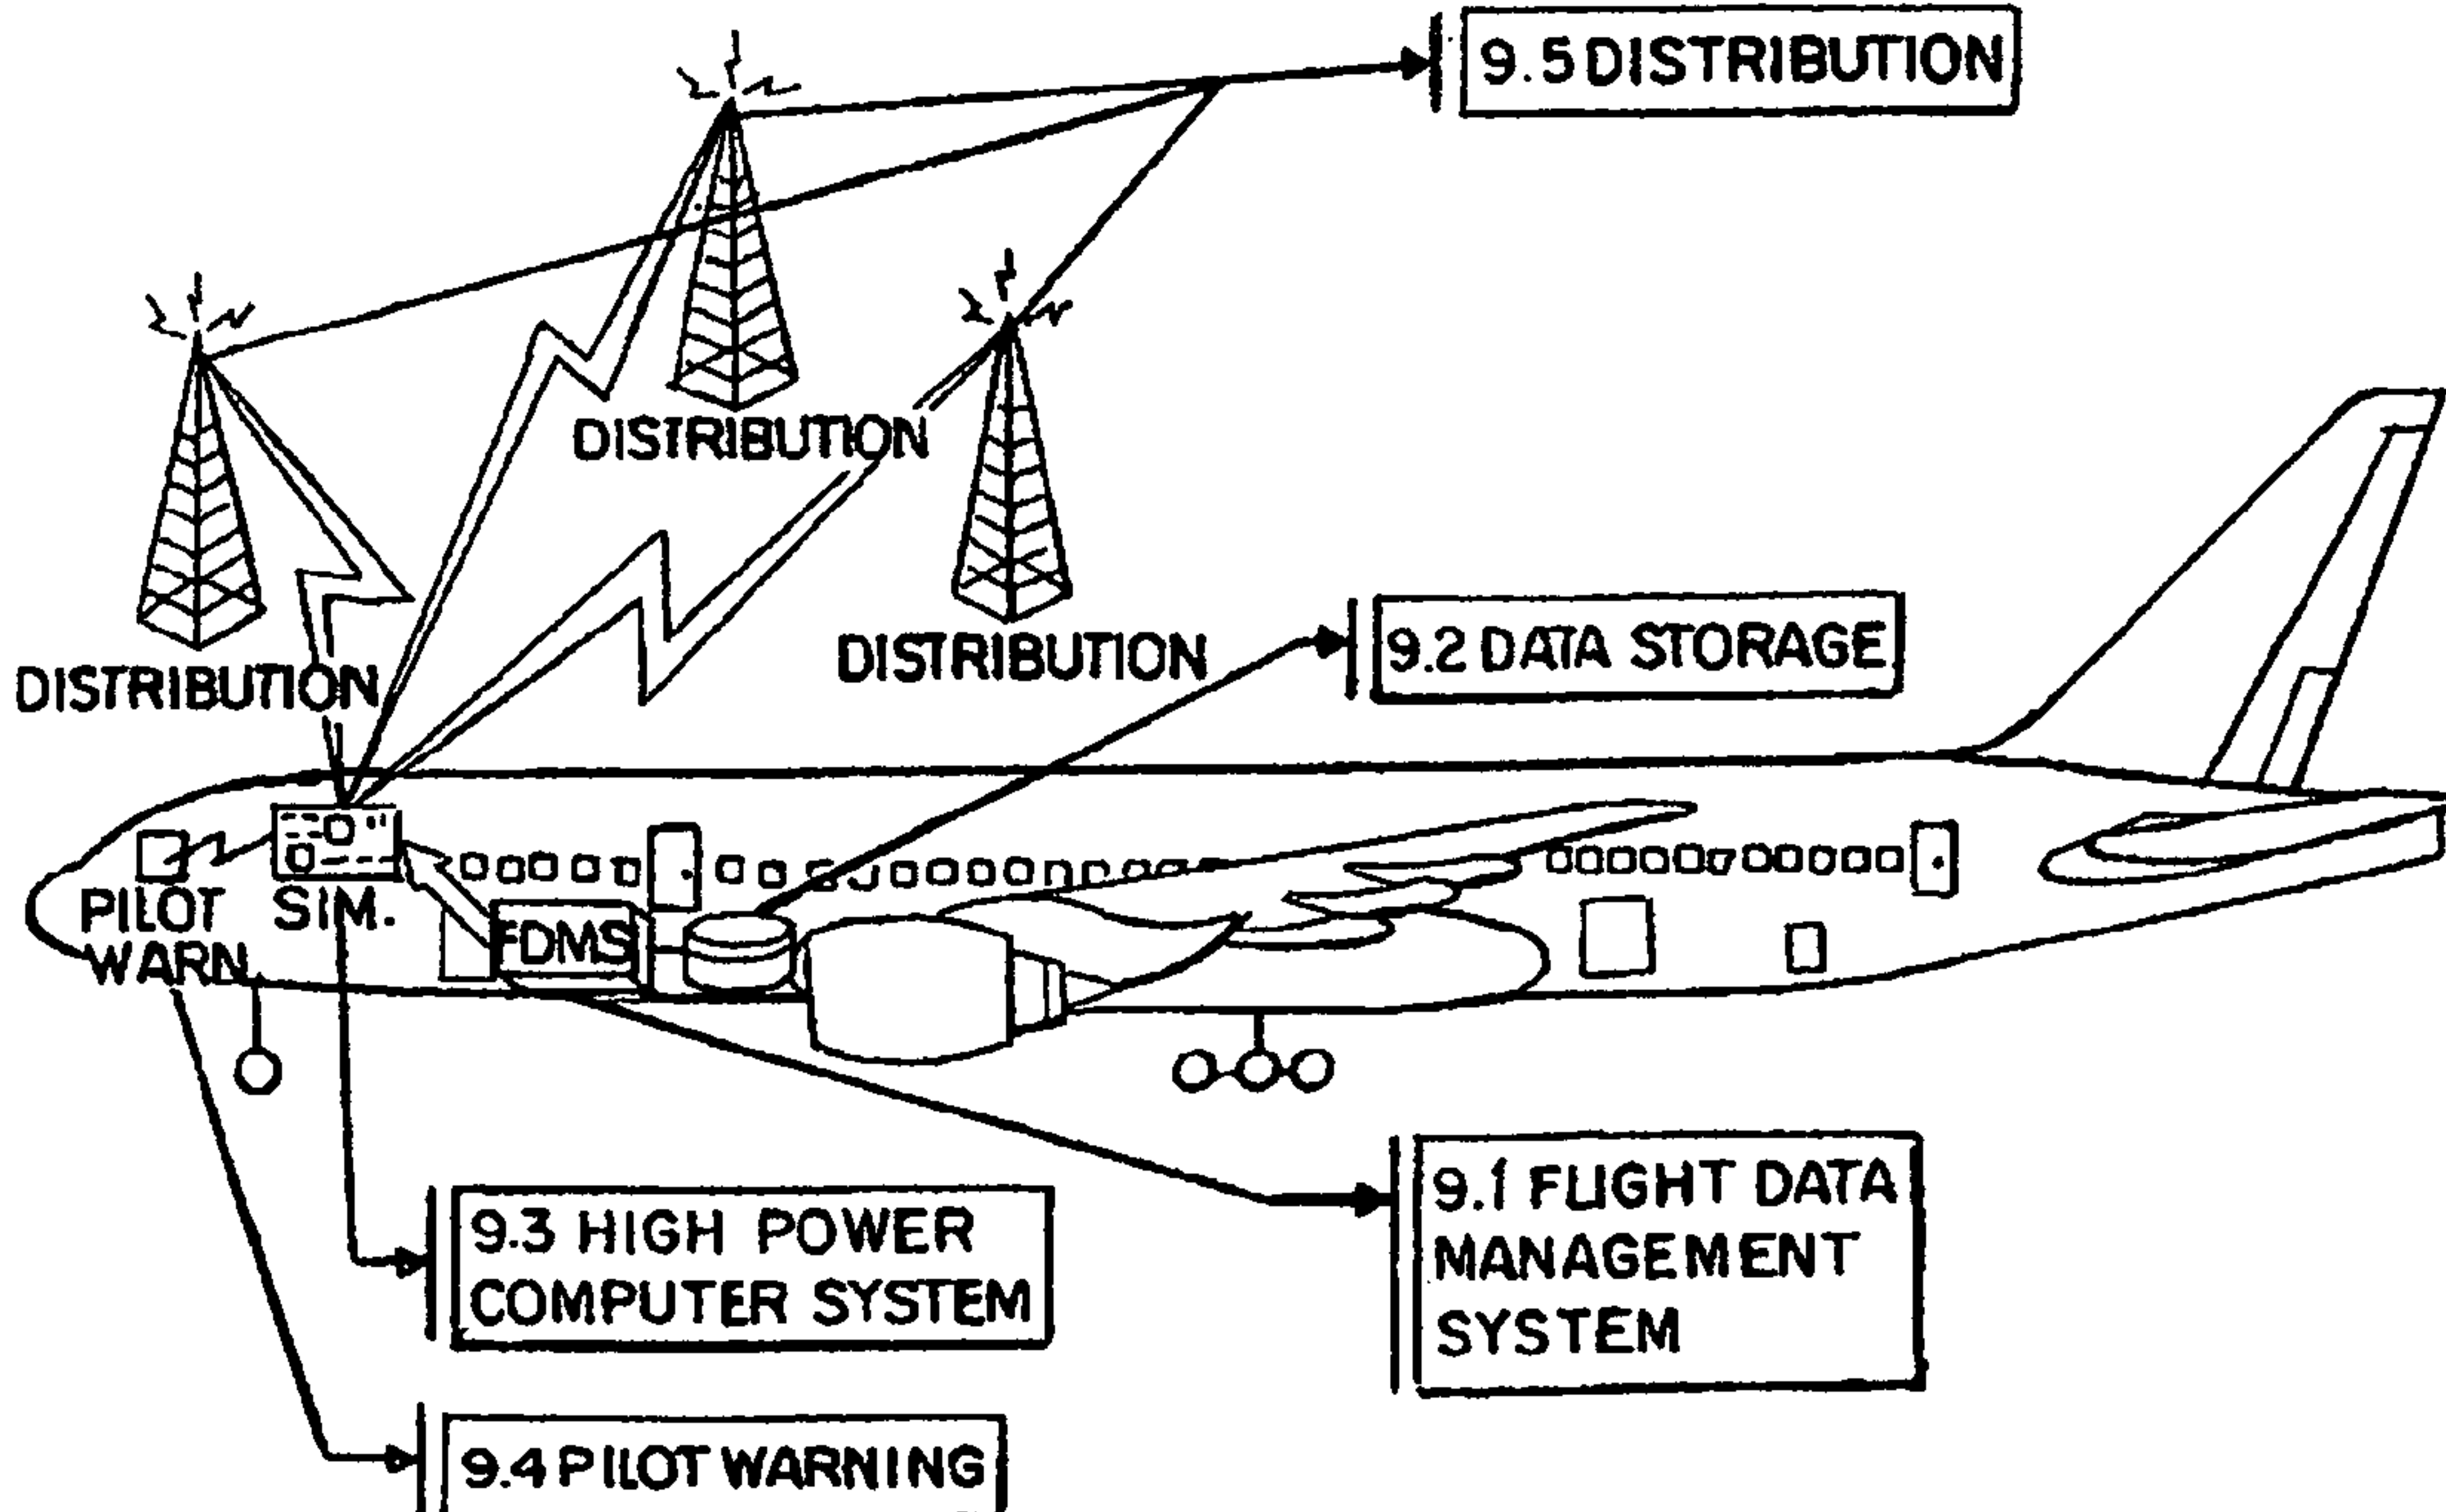 9.5 DISTRIBUTION
DISTRIBUTION
DISTRIBUTION
DISTRIBUTION
9.2 DATA STORAGE
PILOT
WARN
SIM.
FDMS
9.1 FLIGHT DATA
MANAGEMENT
SYSTEM
9.3 HIGH POWER
COMPUTER SYSTEM
9.4 PILOT WARNING